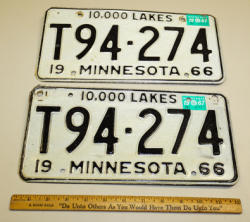 10,000 LAKES
T94·274
19 MINNESOTA 66
10,000 LAKES
T94·274
19 MINNESOTA 66
"Do Unto Others As You Would Have Them Do Unto You"